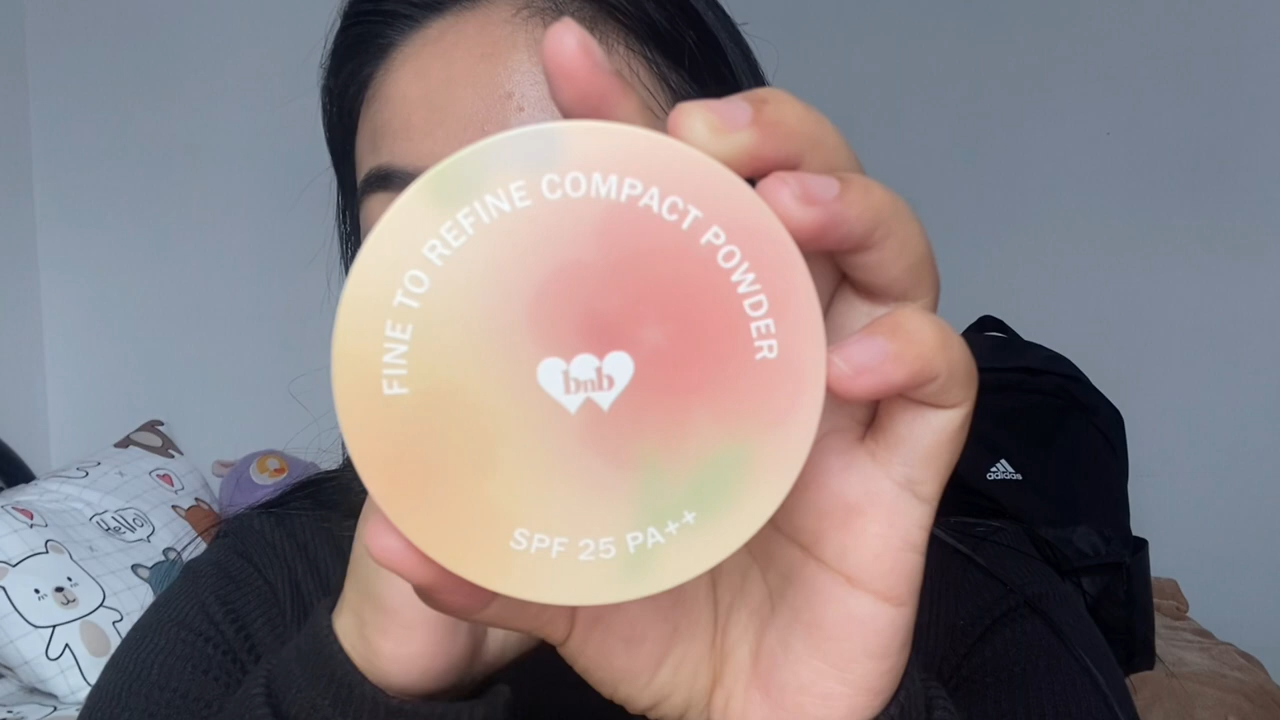 FINE TO REFINE COMPACT POWDER
bnb
SPF 25 PA++
adidas
Hello!